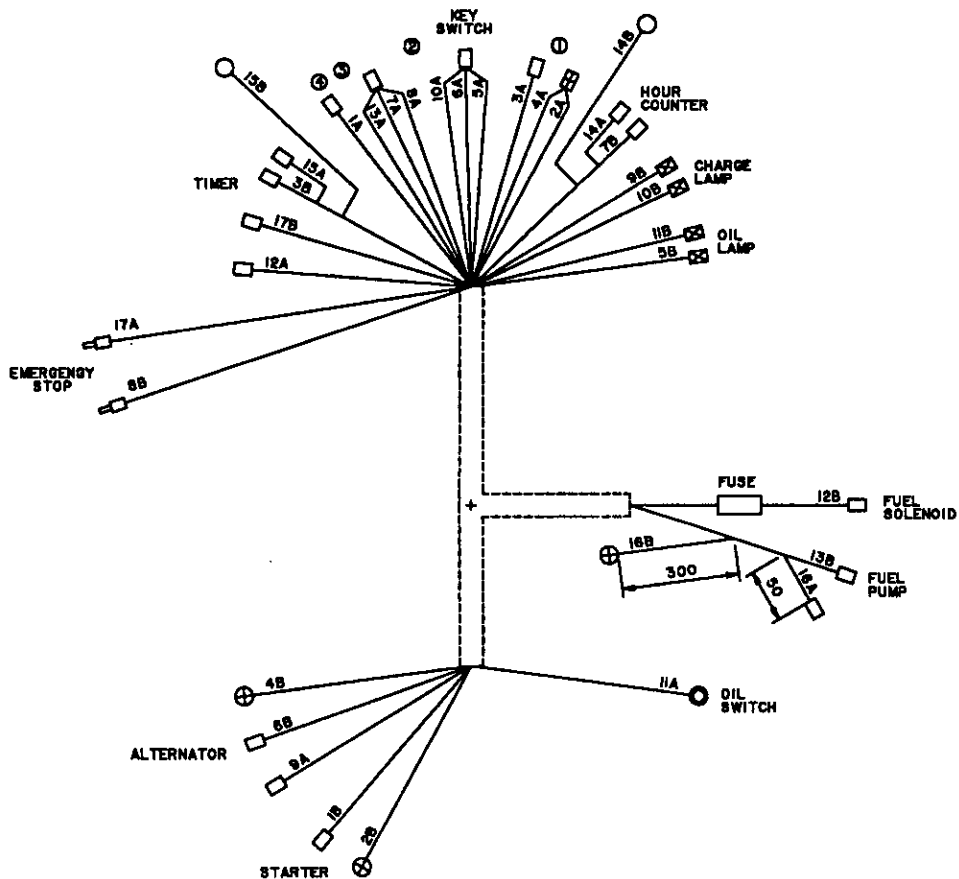 KEY
SWITCH
①
②
③
④
14B
15B
1A
13A
7A
8A
10A
6A
5A
3A
4A
2A
HOUR
COUNTER
14A
7B
15A
3B
TIMER
9B
10B
CHARGE
LAMP
17B
12A
11B
5B
OIL
LAMP
17A
EMERGENCY
STOP
8B
FUSE
12B
FUEL
SOLENOID
16B
300
13B
FUEL
PUMP
50
16A
4B
6B
ALTERNATOR
9A
1B
2B
STARTER
11A
OIL
SWITCH